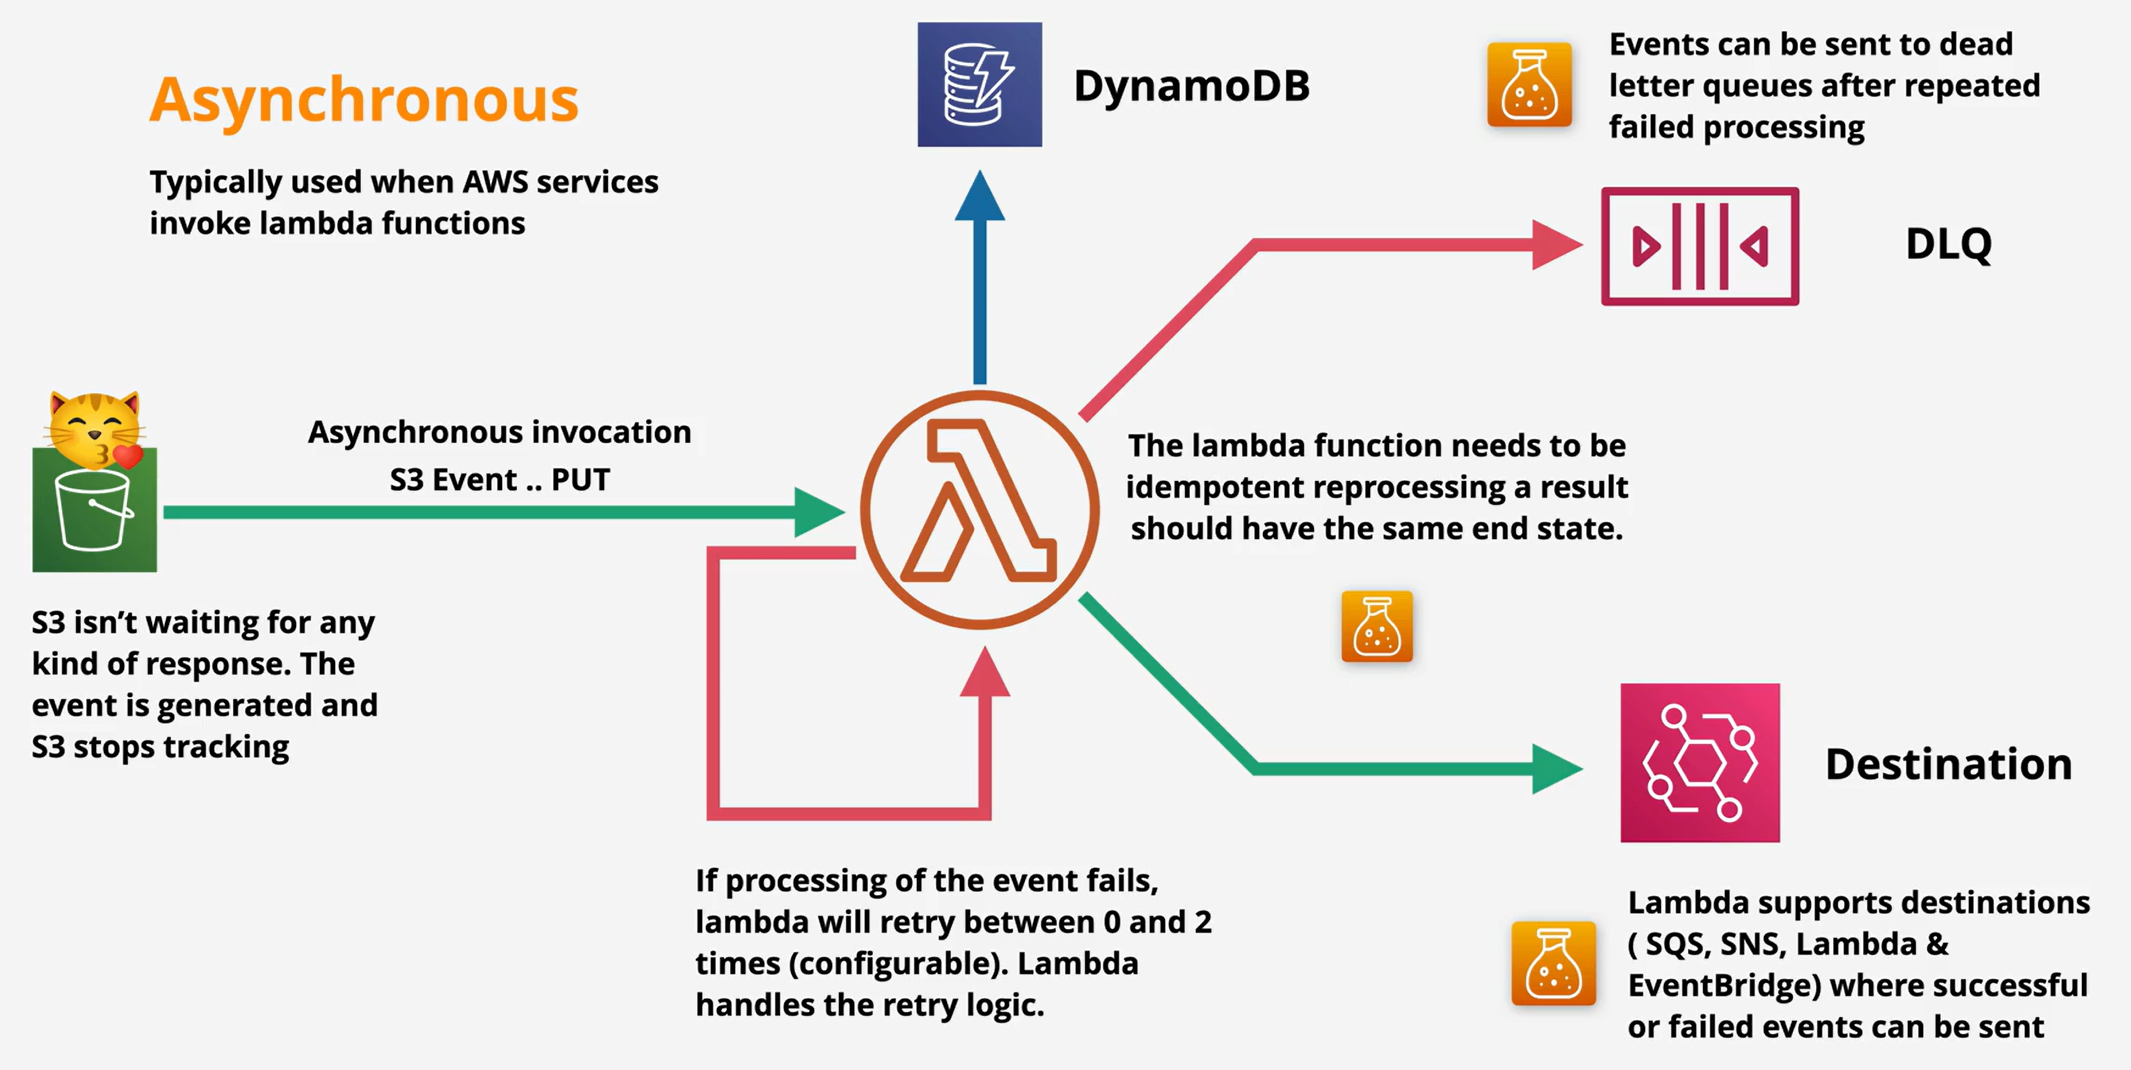 Asynchronous
Typically used when AWS services
invoke lambda functions
DynamoDB
Events can be sent to dead
letter queues after repeated
failed processing
DLQ
Asynchronous invocation
S3 Event .. PUT
The lambda function needs to be
idempotent reprocessing a result
should have the same end state.
S3 isn’t waiting for any
kind of response. The
event is generated and
S3 stops tracking
Destination
If processing of the event fails,
lambda will retry between 0 and 2
times (configurable). Lambda
handles the retry logic.
Lambda supports destinations
( SQS, SNS, Lambda &
EventBridge) where successful
or failed events can be sent